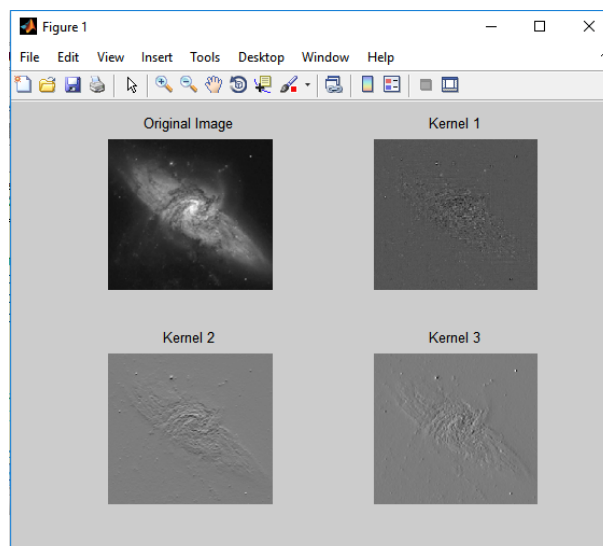 Figure 1
File Edit View Insert Tools Desktop Window Help
Original Image Kernel 1
Kernel 2 Kernel 3